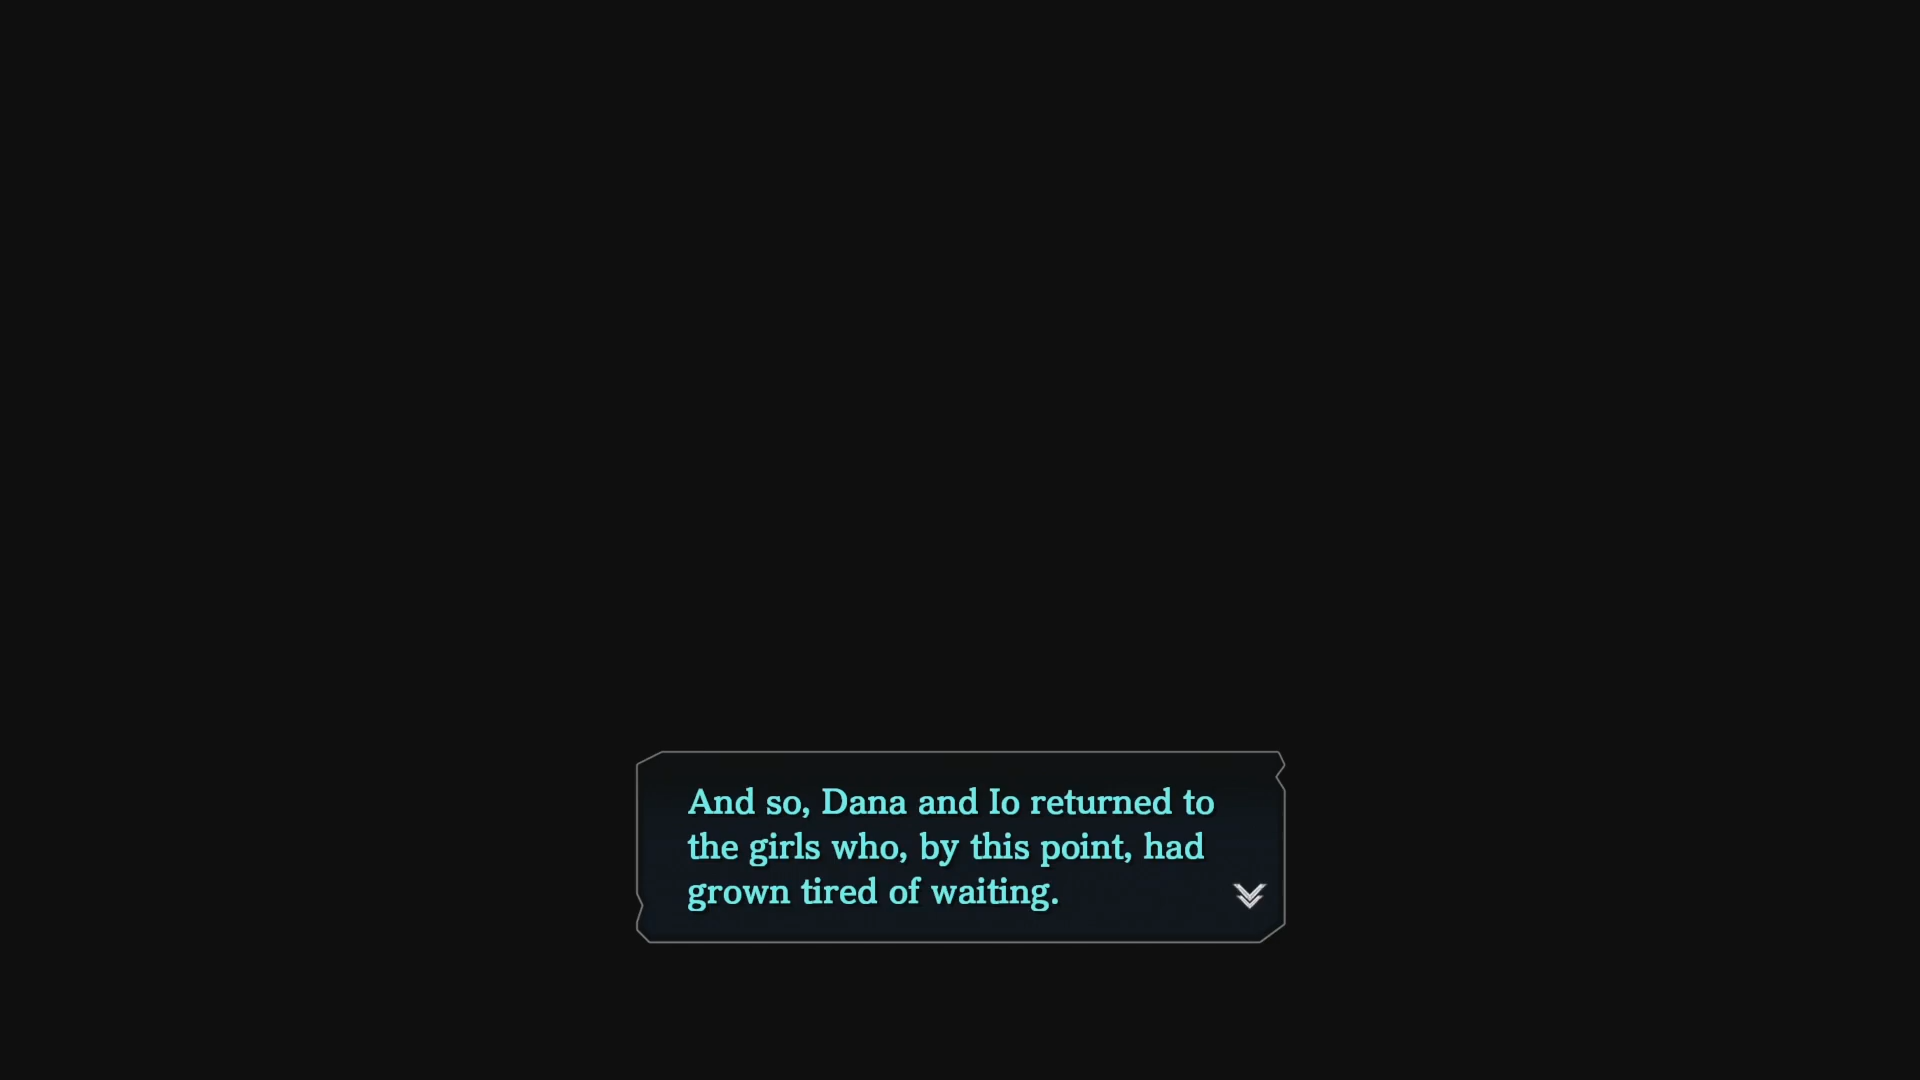 And so, Dana and Io returned to
the girls who, by this point, had
grown tired of waiting.